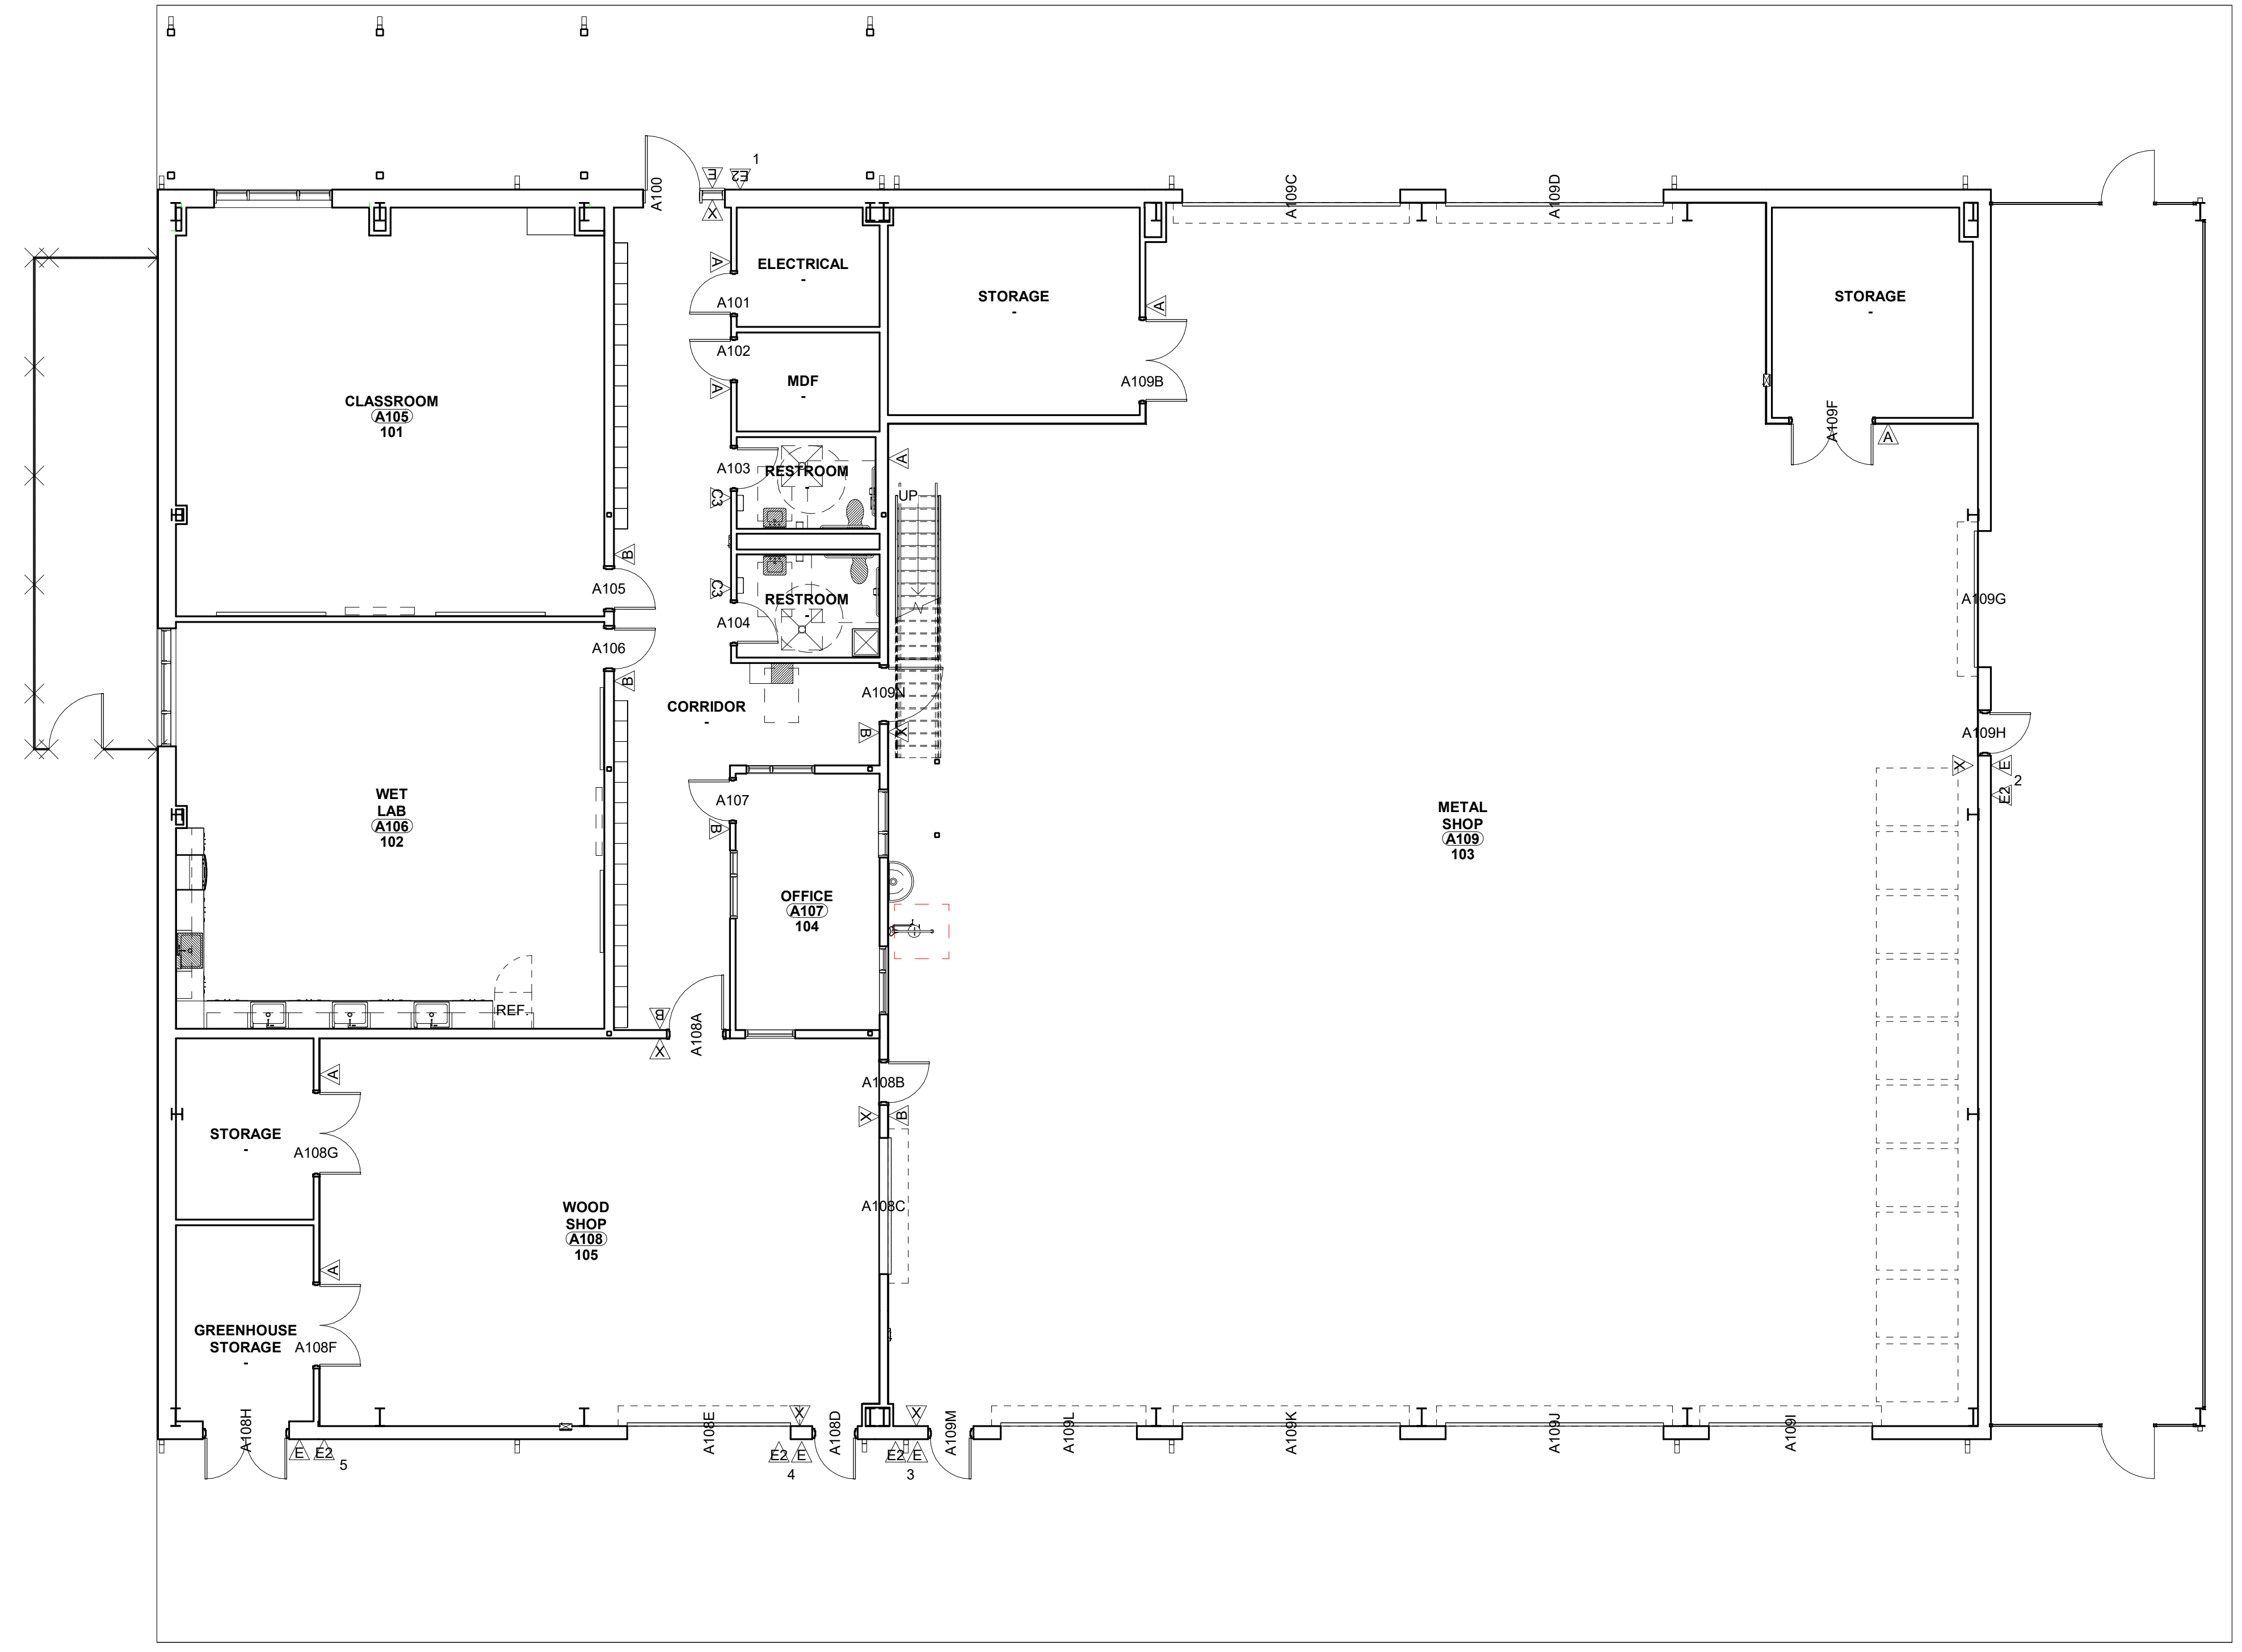 1
E
E2
X
A100
A109C
A109D
A
ELECTRICAL
-
A101
STORAGE
-
A
STORAGE
-
A102
A
MDF
-
A109B
CLASSROOM
A105
101
A109F
A
A103
RESTROOM
-
A
C3
UP
B
A105
C3
RESTROOM
-
A104
A109G
A106
B
A109N
CORRIDOR
-
B
X
A109H
X
E
2
E2
WET
LAB
A106
102
A107
B
METAL
SHOP
A109
103
OFFICE
A107
104
REF.
B
X
A108A
A
A108B
X
B
STORAGE
-
A108G
WOOD
SHOP
A108
105
A108C
A
GREENHOUSE
STORAGE
-
A108F
A108H
E
E2
5
A108E
X
E2
E
4
A108D
X
E2
E
3
A109M
A109L
A109K
A109J
A109I